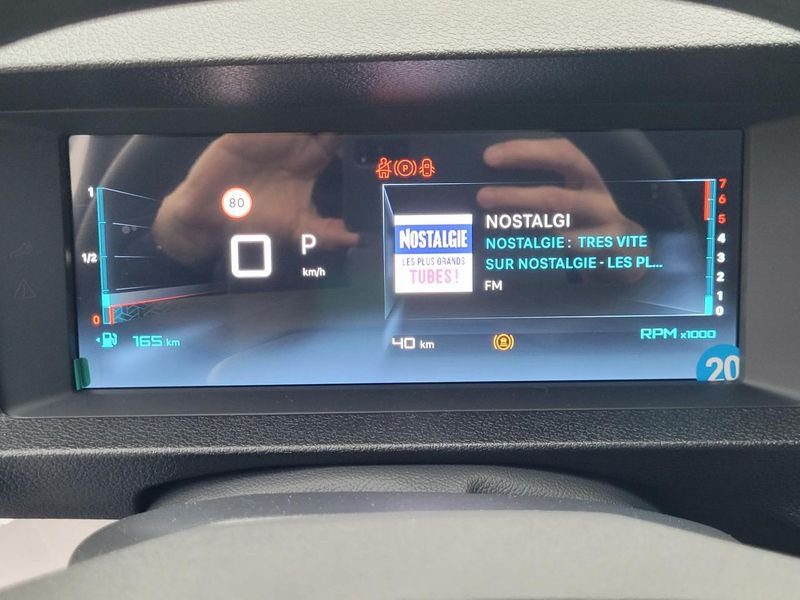 1
80
1/2
0
0
P
km/h
165 km
P
NOSTALGIE
LES PLUS GRANDS
TUBES!
NOSTALGI
NOSTALGIE : TRES VITE
SUR NOSTALGIE - LES PL...
FM
7
6
5
4
3
2
1
0
40 km
RPM x1000
20